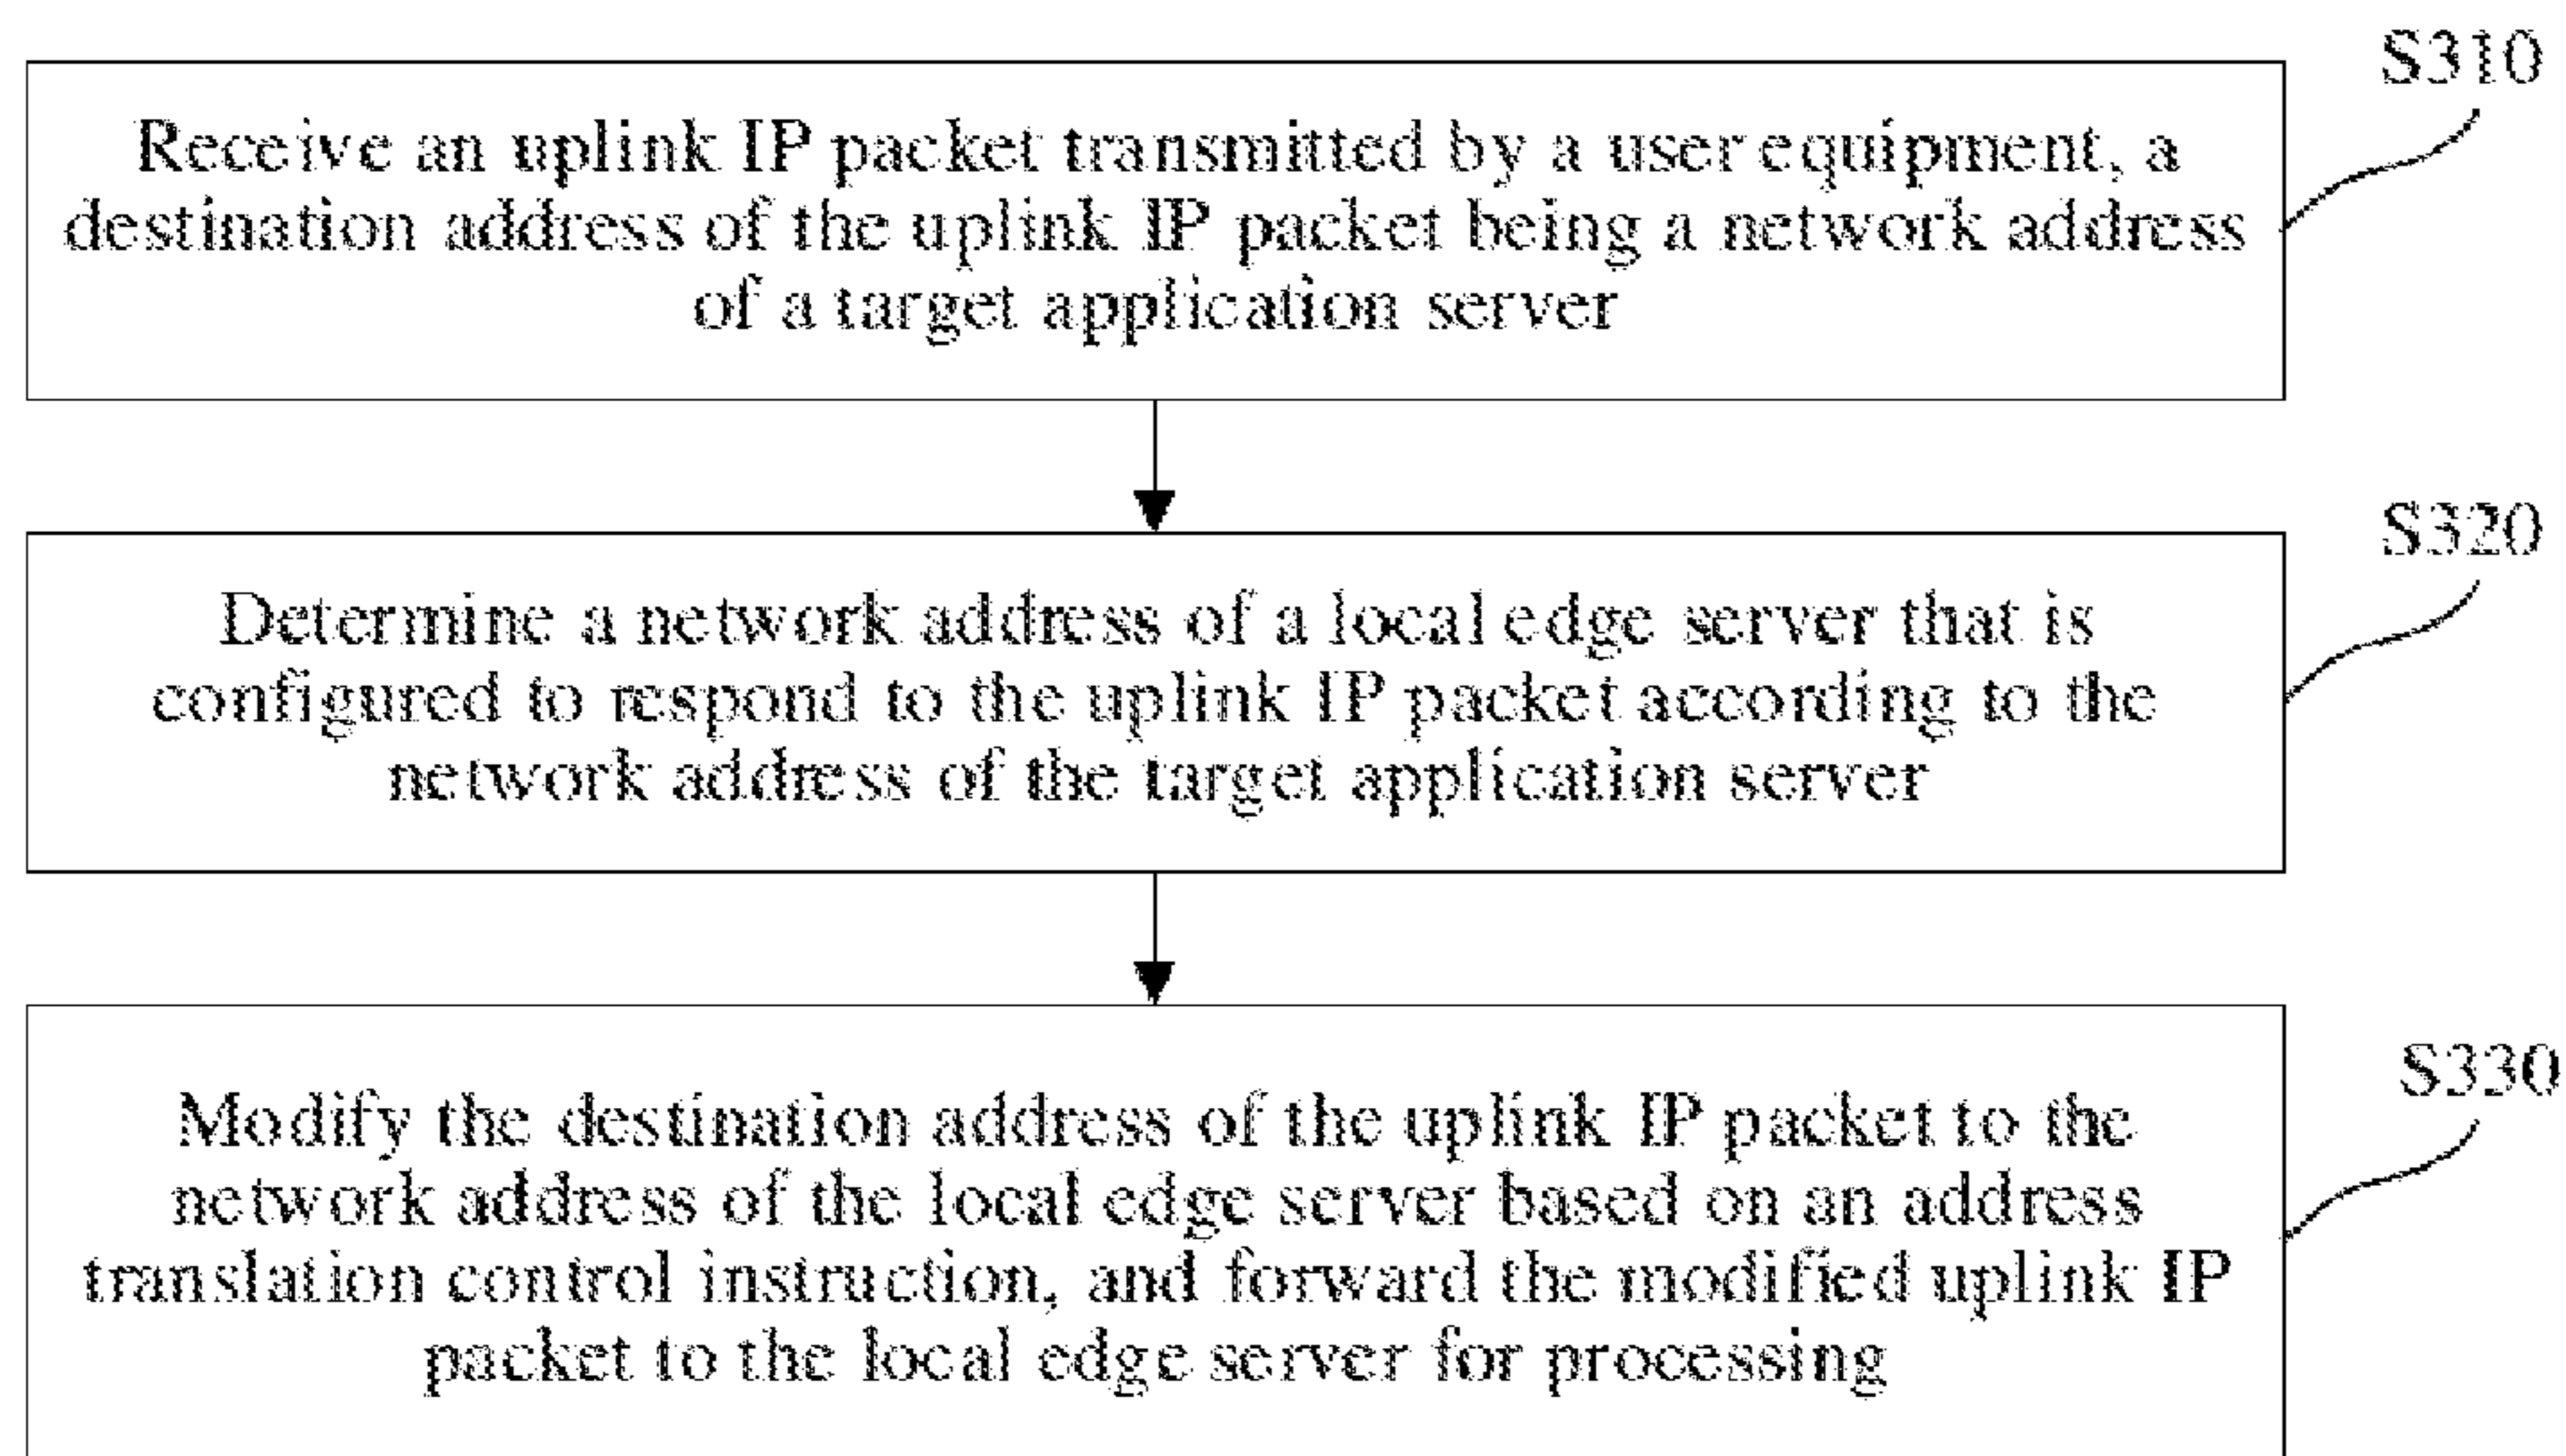 S310
Receive an uplink IP packet transmitted by a user equipment, a
destination address of the uplink IP packet being a network address
of a target application server
S320
Determine a network address of a local edge server that is
configured to respond to the uplink IP packet according to the
network address of the target application server
S330
Modify the destination address of the uplink IP packet to the
network address of the local edge server based on an address
translation control instruction, and forward the modified uplink IP
packet to the local edge server for processing